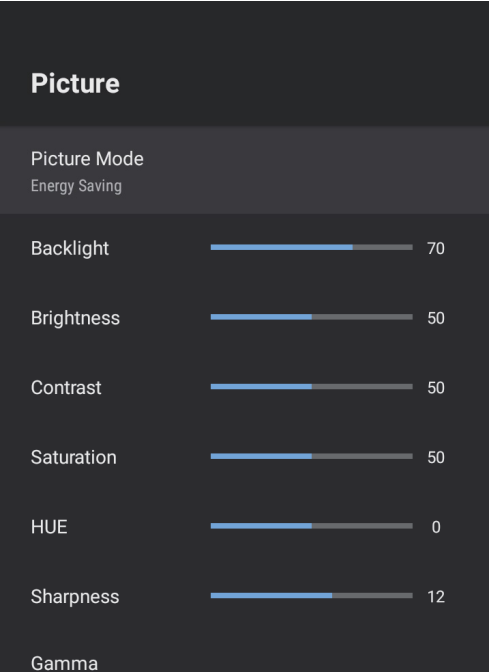 Picture
Picture Mode
Energy Saving
Backlight 70
Brightness 50
Contrast 50
Saturation 50
HUE 0
Sharpness 12
Gamma